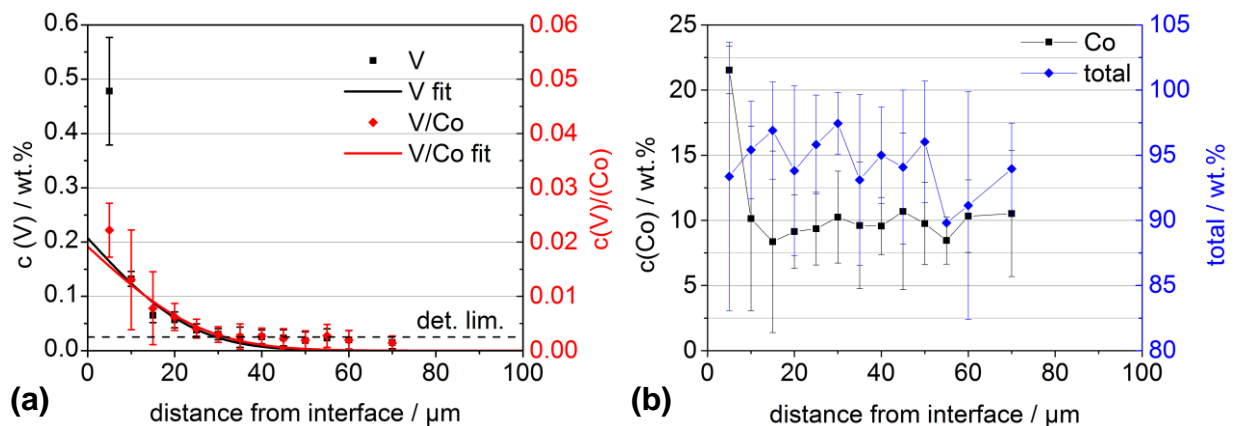 0.6
0.5
0.4
0.3
0.2
0.1
0.0
c (V) / wt.%
V
V fit
V/Co
V/Co fit
det. lim.
0.06
0.05
0.04
0.03
0.02
0.01
0.00
c(V)/(Co)
0 20 40 60 80 100
distance from interface / µm
(a)
25
20
15
10
5
0
c(Co) / wt.%
Co
total
105
100
95
90
85
80
total / wt.%
0 20 40 60 80 100
distance from interface / µm
(b)